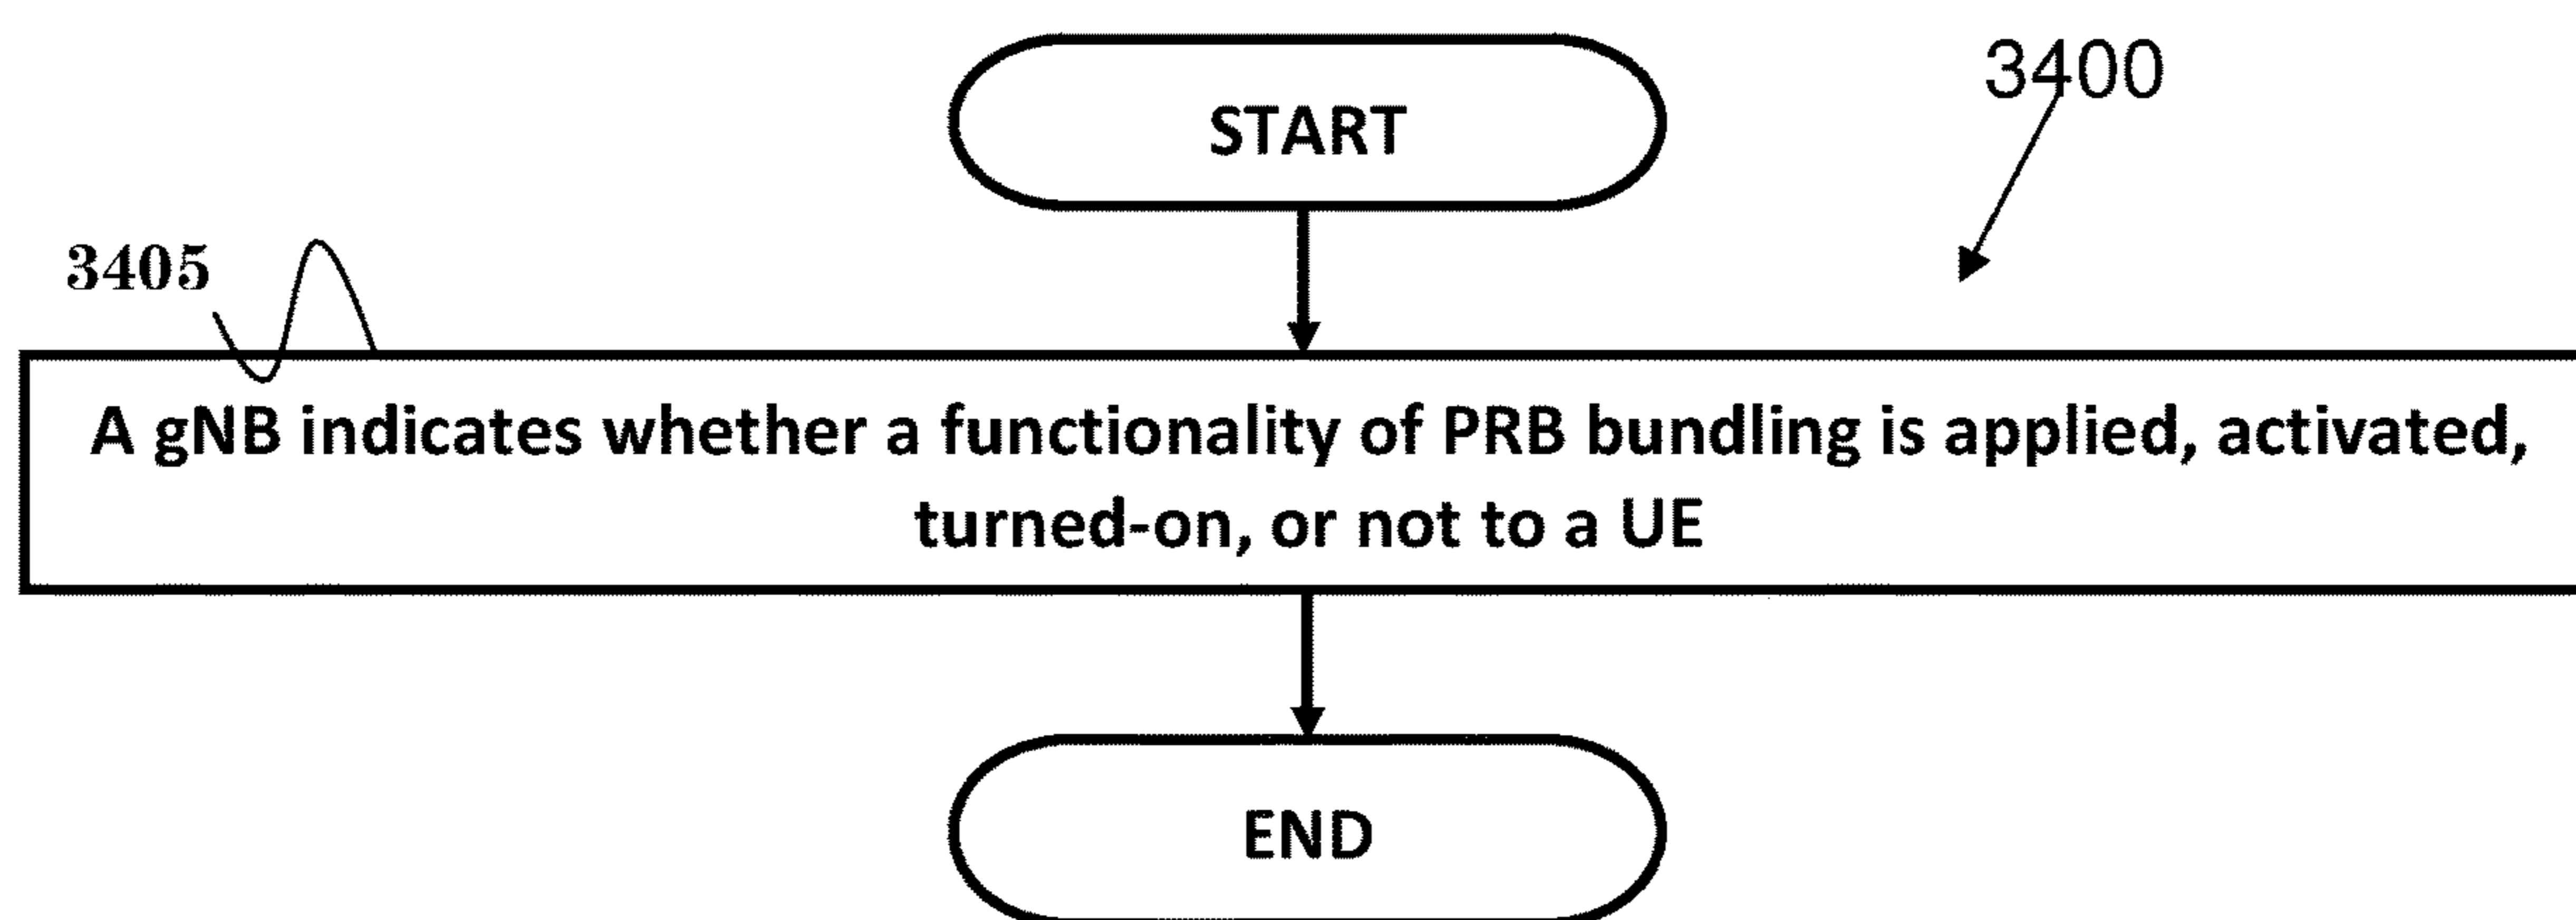 START
3400
3405
A gNB indicates whether a functionality of PRB bundling is applied, activated,
turned-on, or not to a UE
END